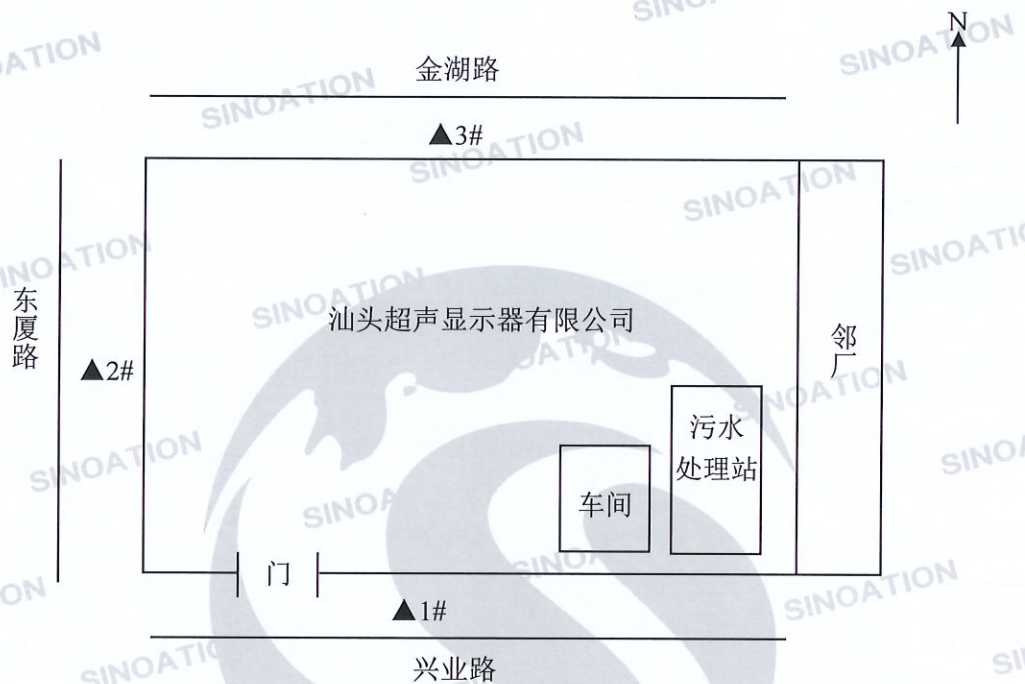 N
金湖路
▲3#
东厦路
汕头超声显示器有限公司
邻厂
▲2#
污水
处理站
车间
门
▲1#
兴业路
SINOATION